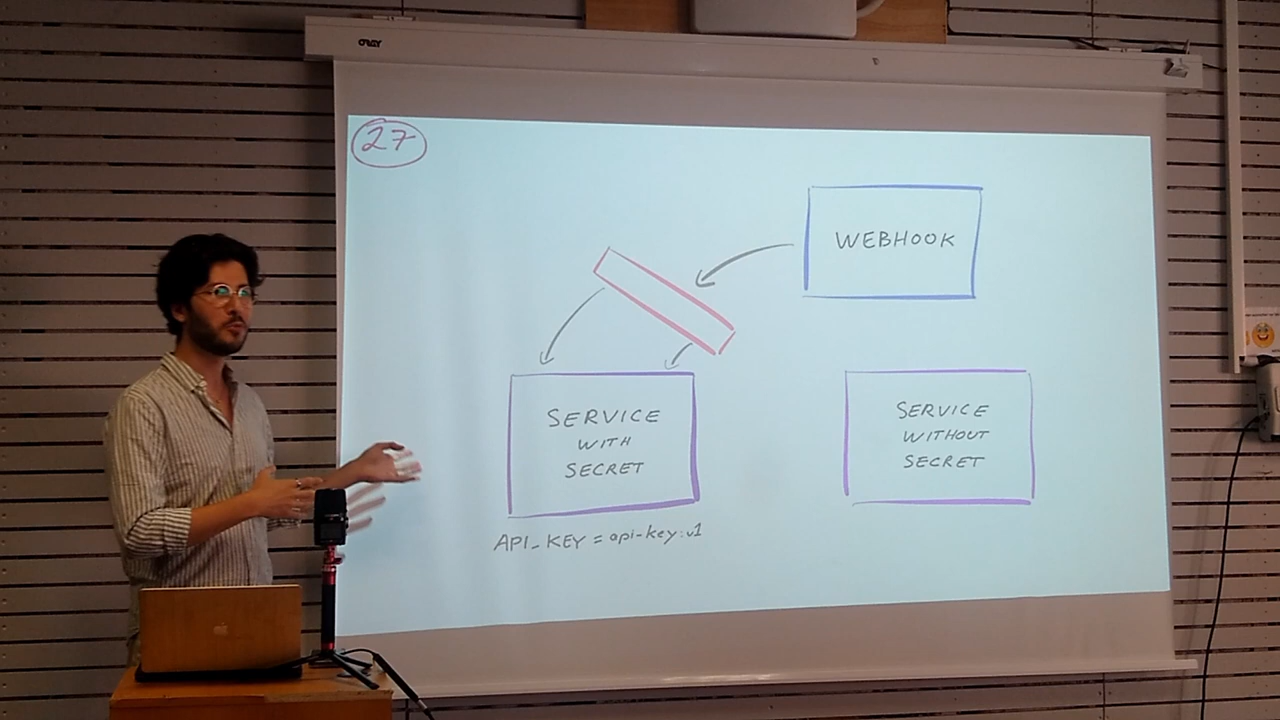 27
WEBHOOK
SERVICE
WITH
SECRET
API_KEY = api-key:v1
SERVICE
WITHOUT
SECRET